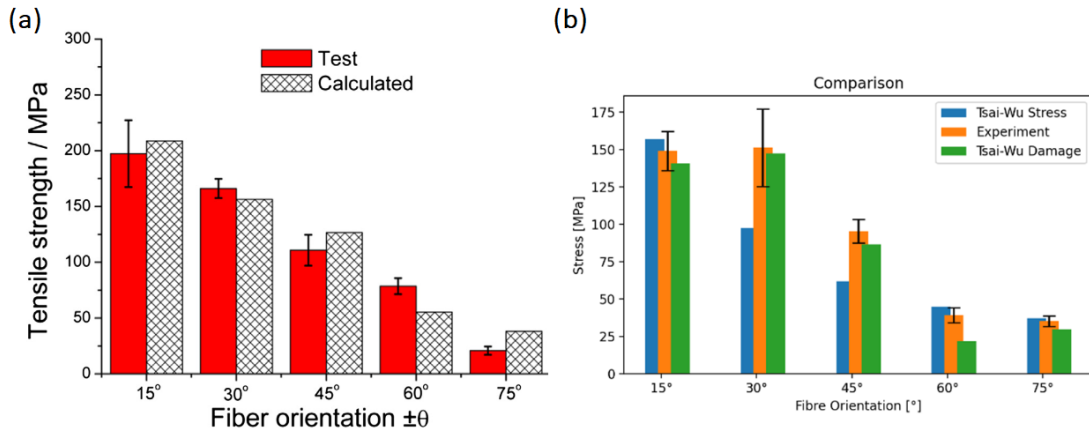 (a)
300
250
200
150
100
50
0
Tensile strength / MPa
Test
Calculated
15° 30° 45° 60° 75°
Fiber orientation ±θ
(b)
Comparison
175
150
125
100
75
50
25
0
Stress [MPa]
Tsai-Wu Stress
Experiment
Tsai-Wu Damage
15° 30° 45° 60° 75°
Fibre Orientation [°]